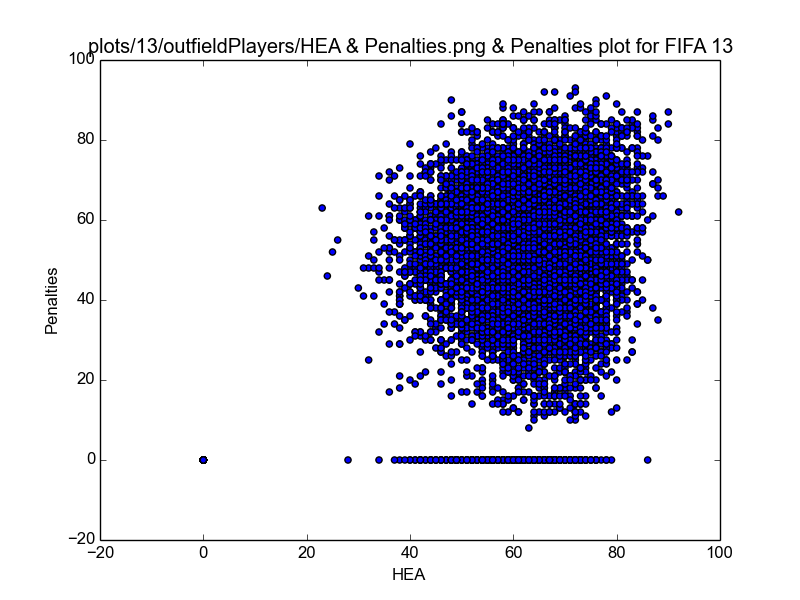 plots/13/outfieldPlayers/HEA & Penalties.png & Penalties plot for FIFA 13
100
80
60
40
20
0
−20
−20 0 20 40 60 80 100
Penalties
HEA